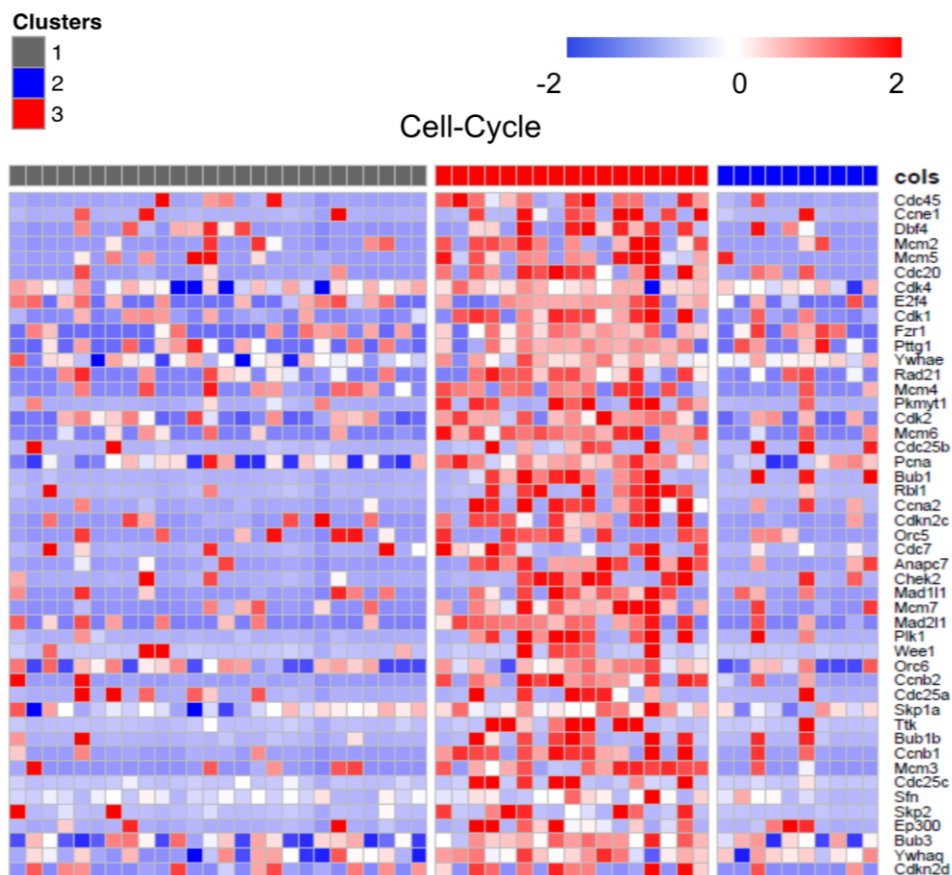 Clusters
1
2
3
-2 0 2
Cell-Cycle
cols
Cdc45
Ccne1
Dbf4
Mcm2
Mcm5
Cdc20
Cdk4
E2f4
Cdk1
Fzr1
Pttg1
Ywhae
Rad21
Mcm4
Pkmyt1
Cdk2
Mcm6
Cdc25b
Pcna
Bub1
Rbl1
Ccna2
Cdkn2c
Orc5
Cdc7
Anapc7
Chek2
Mad1l1
Mcm7
Mad2l1
Plk1
Wee1
Orc6
Ccnb2
Cdc25a
Skp1a
Ttk
Bub1b
Ccnb1
Mcm3
Cdc25c
Sfn
Skp2
Ep300
Bub3
Ywhaq
Cdkn2d